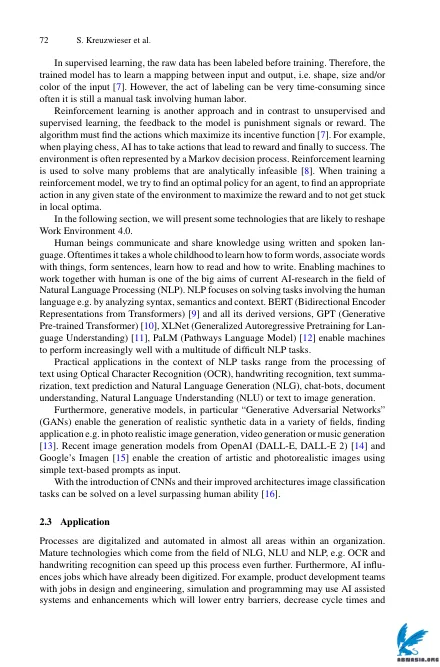 72 S. Kreuzwieser et al.
In supervised learning, the raw data has been labeled before training. Therefore, the
trained model has to learn a mapping between input and output, i.e. shape, size and/or
color of the input [7]. However, the act of labeling can be very time-consuming since
often it is still a manual task involving human labor.
Reinforcement learning is another approach and in contrast to unsupervised and
supervised learning, the feedback to the model is punishment signals or reward. The
algorithm must find the actions which maximize its incentive function [7]. For example,
when playing chess, AI has to take actions that lead to reward and finally to success. The
environment is often represented by a Markov decision process. Reinforcement learning
is used to solve many problems that are analytically infeasible [8]. When training a
reinforcement model, we try to find an optimal policy for an agent, to find an appropriate
action in any given state of the environment to maximize the reward and to not get stuck
in local optima.
In the following section, we will present some technologies that are likely to reshape
Work Environment 4.0.
Human beings communicate and share knowledge using written and spoken lan-
guage. Oftentimes it takes a whole childhood to learn how to form words, associate words
with things, form sentences, learn how to read and how to write. Enabling machines to
work together with human is one of the big aims of current AI-research in the field of
Natural Language Processing (NLP). NLP focuses on solving tasks involving the human
language e.g. by analyzing syntax, semantics and context. BERT (Bidirectional Encoder
Representations from Transformers) [9] and all its derived versions, GPT (Generative
Pre-trained Transformer) [10], XLNet (Generalized Autoregressive Pretraining for Lan-
guage Understanding) [11], PaLM (Pathways Language Model) [12] enable machines
to perform increasingly well with a multitude of difficult NLP tasks.
Practical applications in the context of NLP tasks range from the processing of
text using Optical Character Recognition (OCR), handwriting recognition, text summa-
rization, text prediction and Natural Language Generation (NLG), chat-bots, document
understanding, Natural Language Understanding (NLU) or text to image generation.
Furthermore, generative models, in particular “Generative Adversarial Networks”
(GANs) enable the generation of realistic synthetic data in a variety of fields, finding
application e.g. in photo realistic image generation, video generation or music generation
[13]. Recent image generation models from OpenAI (DALL-E, DALL-E 2) [14] and
Google’s Imagen [15] enable the creation of artistic and photorealistic images using
simple text-based prompts as input.
With the introduction of CNNs and their improved architectures image classification
tasks can be solved on a level surpassing human ability [16].
2.3 Application
Processes are digitalized and automated in almost all areas within an organization.
Mature technologies which come from the field of NLG, NLU and NLP, e.g. OCR and
handwriting recognition can speed up this process even further. Furthermore, AI influ-
ences jobs which have already been digitized. For example, product development teams
with jobs in design and engineering, simulation and programming may use AI assisted
systems and enhancements which will lower entry barriers, decrease cycle times and